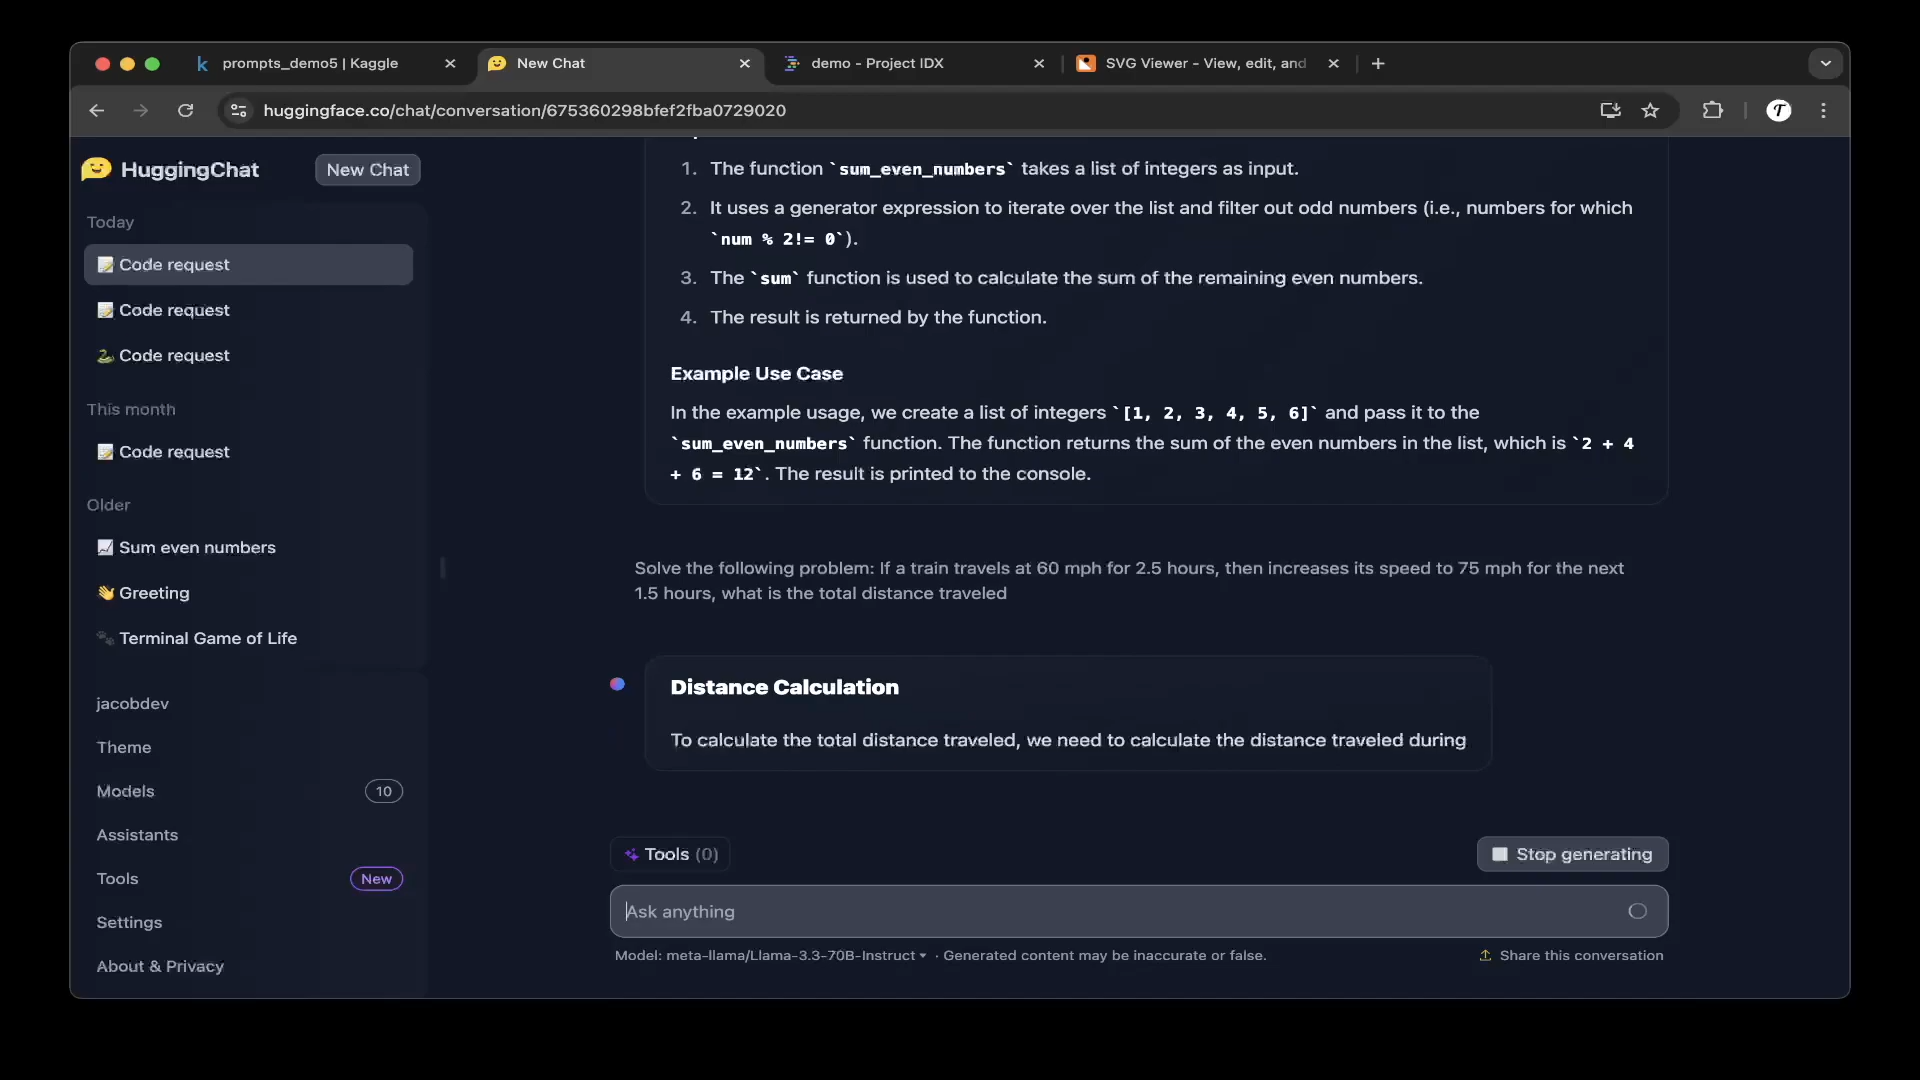 prompts_demo5 | Kaggle
New Chat
demo - Project IDX
SVG Viewer - View, edit, and
huggingface.co/chat/conversation/675360298bfef2fba0729020
HuggingChat
New Chat
Today
Code request
Code request
Code request
This month
Code request
Older
Sum even numbers
Greeting
Terminal Game of Life
jacobdev
Theme
Models 10
Assistants
Tools New
Settings
About & Privacy
1. The function `sum_even_numbers` takes a list of integers as input.
2. It uses a generator expression to iterate over the list and filter out odd numbers (i.e., numbers for which
`num % 2!= 0`).
3. The `sum` function is used to calculate the sum of the remaining even numbers.
4. The result is returned by the function.
Example Use Case
In the example usage, we create a list of integers `[1, 2, 3, 4, 5, 6]` and pass it to the
`sum_even_numbers` function. The function returns the sum of the even numbers in the list, which is `2 + 4
+ 6 = 12`. The result is printed to the console.
Solve the following problem: If a train travels at 60 mph for 2.5 hours, then increases its speed to 75 mph for the next
1.5 hours, what is the total distance traveled
Distance Calculation
To calculate the total distance traveled, we need to calculate the distance traveled during
Tools (0)
Stop generating
Ask anything
Model: meta-llama/Llama-3.3-70B-Instruct · Generated content may be inaccurate or false.
Share this conversation